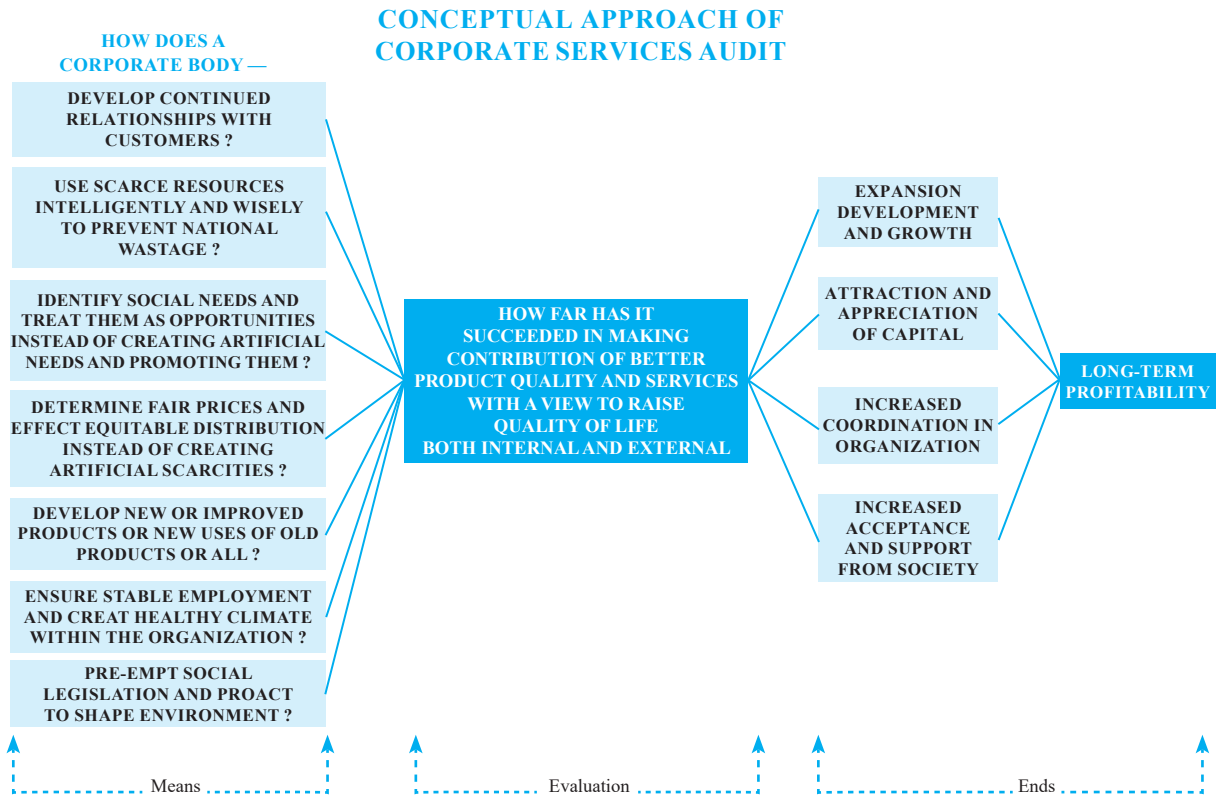 CONCEPTUAL APPROACH OF
CORPORATE SERVICES AUDIT
HOW DOES A
CORPORATE BODY —
DEVELOP CONTINUED
RELATIONSHIPS WITH
CUSTOMERS ?
USE SCARCE RESOURCES
INTELLIGENTLY AND WISELY
TO PREVENT NATIONAL
WASTAGE ?
IDENTIFY SOCIAL NEEDS AND
TREAT THEM AS OPPORTUNITIES
INSTEAD OF CREATING ARTIFICIAL
NEEDS AND PROMOTING THEM ?
DETERMINE FAIR PRICES AND
EFFECT EQUITABLE DISTRIBUTION
INSTEAD OF CREATING
ARTIFICIAL SCARCITIES ?
DEVELOP NEW OR IMPROVED
PRODUCTS OR NEW USES OF OLD
PRODUCTS OR ALL ?
ENSURE STABLE EMPLOYMENT
AND CREAT HEALTHY CLIMATE
WITHIN THE ORGANIZATION ?
PRE-EMPT SOCIAL
LEGISLATION AND PROACT
TO SHAPE ENVIRONMENT ?
HOW FAR HAS IT
SUCCEEDED IN MAKING
CONTRIBUTION OF BETTER
PRODUCT QUALITY AND SERVICES
WITH A VIEW TO RAISE
QUALITY OF LIFE
BOTH INTERNAL AND EXTERNAL
EXPANSION
DEVELOPMENT
AND GROWTH
ATTRACTION AND
APPRECIATION
OF CAPITAL
INCREASED
COORDINATION IN
ORGANIZATION
INCREASED
ACCEPTANCE
AND SUPPORT
FROM SOCIETY
LONG-TERM
PROFITABILITY
Means
Evaluation
Ends